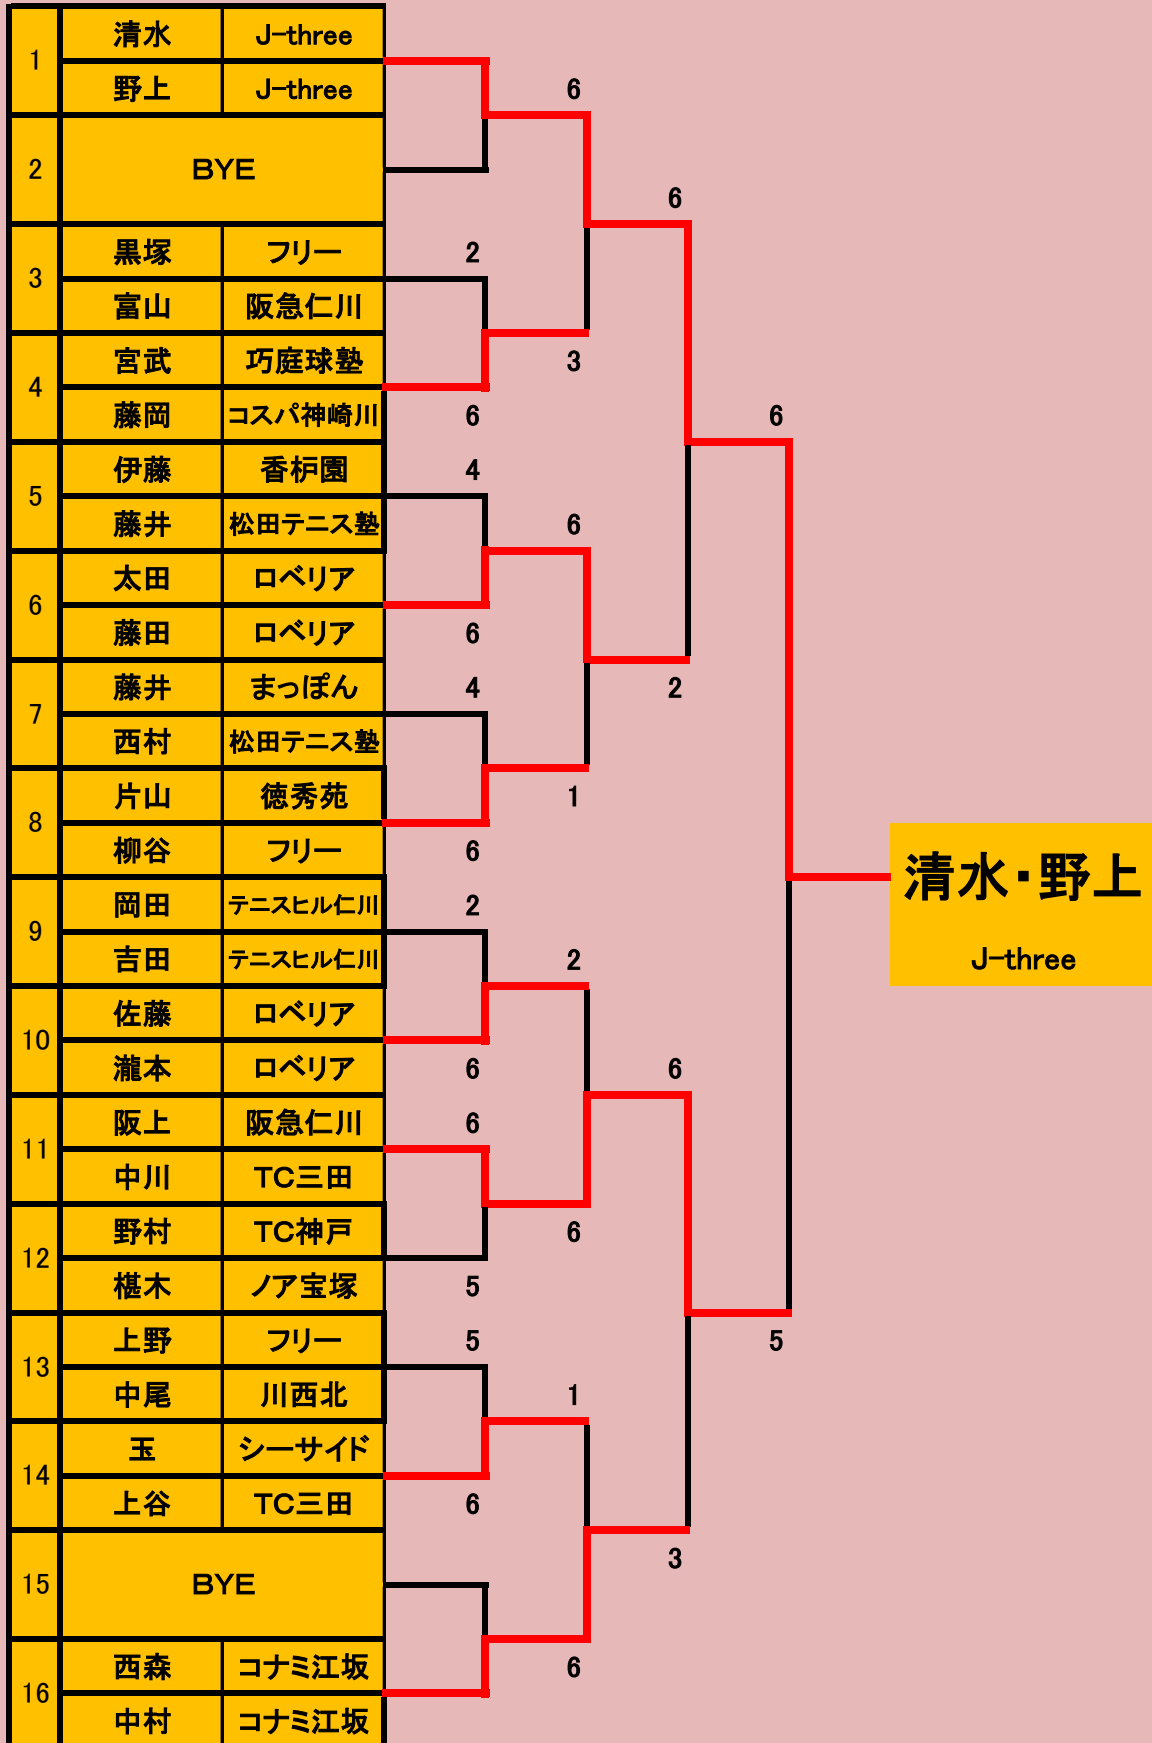 1
清水 J-three
野上 J-three
6
2
BYE
6
3
黒塚 フリー 2
富山 阪急仁川
4
宮武 巧庭球塾 3
藤岡 コスパ神崎川 6
6
5
伊藤 香枦園 4
藤井 松田テニス塾 6
6
太田 ロベリア
藤田 ロベリア 6
7
藤井 まっぽん 4
2
西村 松田テニス塾
8
片山 徳秀苑 1
柳谷 フリー 6
清水・野上
J-three
9
岡田 テニスヒル仁川 2
吉田 テニスヒル仁川 2
10
佐藤 ロベリア
瀧本 ロベリア 6
6
11
阪上 阪急仁川 6
中川 TC三田
12
野村 TC神戸 6
椹木 ノア宝塚 5
13
上野 フリー 5
5
中尾 川西北 1
14
玉 シーサイド
上谷 TC三田 6
3
15
BYE
16
西森 コナミ江坂 6
中村 コナミ江坂